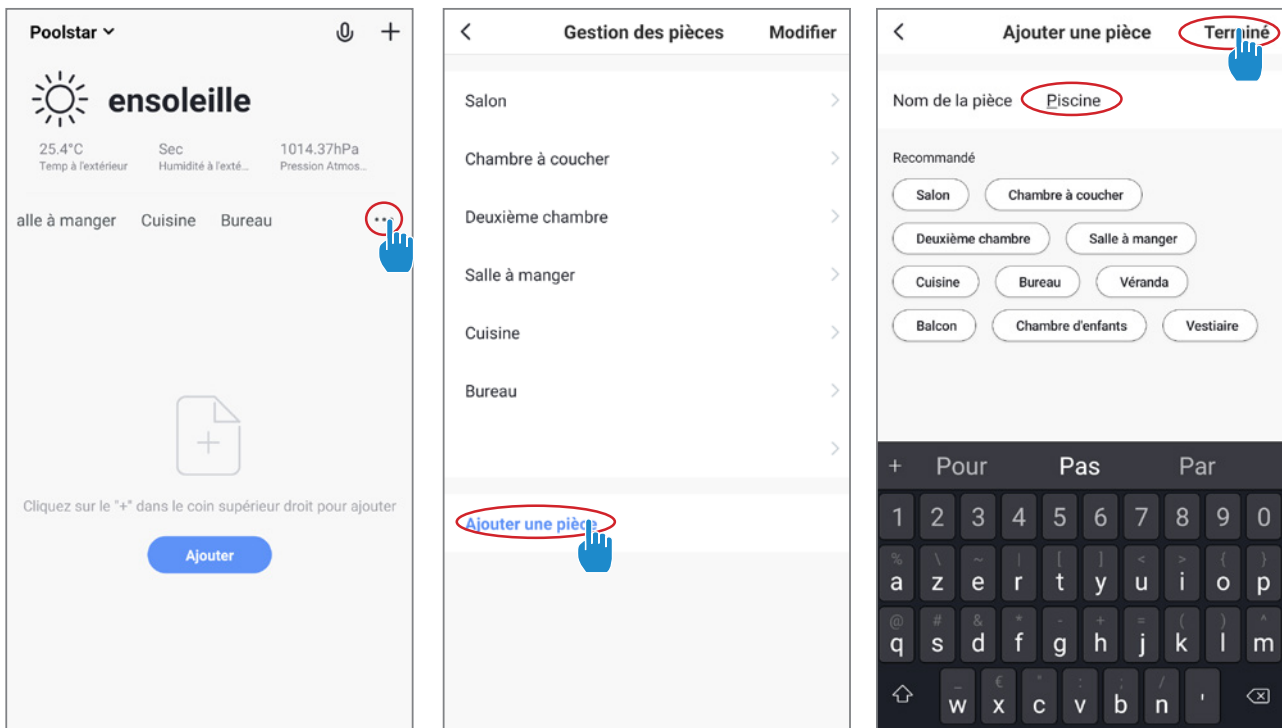 Poolstar
ensoleille
25.4°C Sec 1014.37hPa
Temp à l'extérieur Humidité à l'exté... Pression Atmos...
alle à manger Cuisine Bureau ...
Cliquez sur le "+" dans le coin supérieur droit pour ajouter
Ajouter
Gestion des pièces Modifier
Salon
Chambre à coucher
Deuxième chambre
Salle à manger
Cuisine
Bureau
Ajouter une pièce
Ajouter une pièce Terminé
Nom de la pièce Piscine
Recommandé
Salon Chambre à coucher
Deuxième chambre Salle à manger
Cuisine Bureau Véranda
Balcon Chambre d'enfants Vestiaire
+ Pour Pas Par
1 2 3 4 5 6 7 8 9 0
% \ ~ | [ ] < > { }
a z e r t y u i o p
@ # & * - + = ( ) ^
q s d f g h j k l m
_ € " : ; /
w x c v b n '